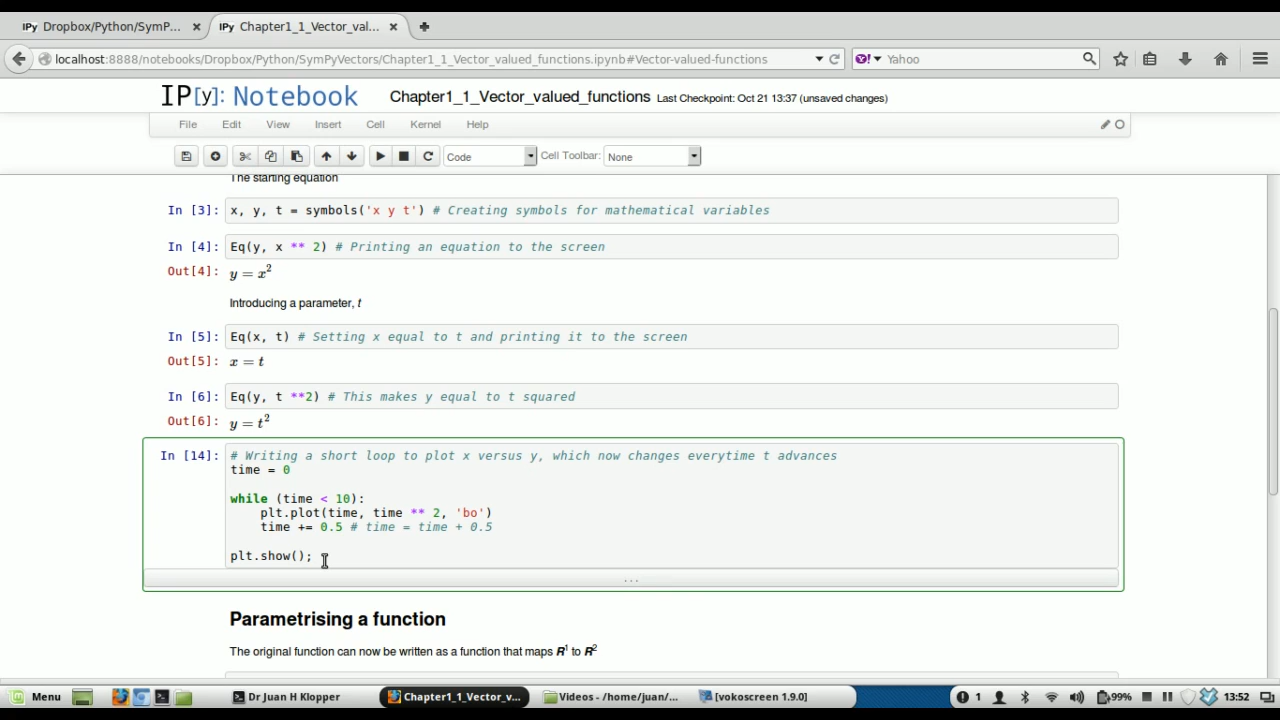 IPy Dropbox/Python/SymP... × IPy Chapter1_1_Vector_val... ×
localhost:8888/notebooks/Dropbox/Python/SymPyVectors/Chapter1_1_Vector_valued_functions.ipynb#Vector-valued-functions Yahoo
IP[y]: Notebook Chapter1_1_Vector_valued_functions Last Checkpoint: Oct 21 13:37 (unsaved changes)
File Edit View Insert Cell Kernel Help
Code Cell Toolbar: None
The starting equation
In [3]: x, y, t = symbols('x y t') # Creating symbols for mathematical variables
In [4]: Eq(y, x ** 2) # Printing an equation to the screen
Out[4]: y = x²
Introducing a parameter, t
In [5]: Eq(x, t) # Setting x equal to t and printing it to the screen
Out[5]: x = t
In [6]: Eq(y, t **2) # This makes y equal to t squared
Out[6]: y = t²
In [14]: # Writing a short loop to plot x versus y, which now changes everytime t advances
time = 0
while (time < 10):
plt.plot(time, time ** 2, 'bo')
time += 0.5 # time = time + 0.5
plt.show();
...
Parametrising a function
The original function can now be written as a function that maps R¹ to R²
Menu Dr Juan H Klopper Chapter1_1_Vector_v... Videos - /home/juan/... [vokoscreen 1.9.0] 1 99% 13:52